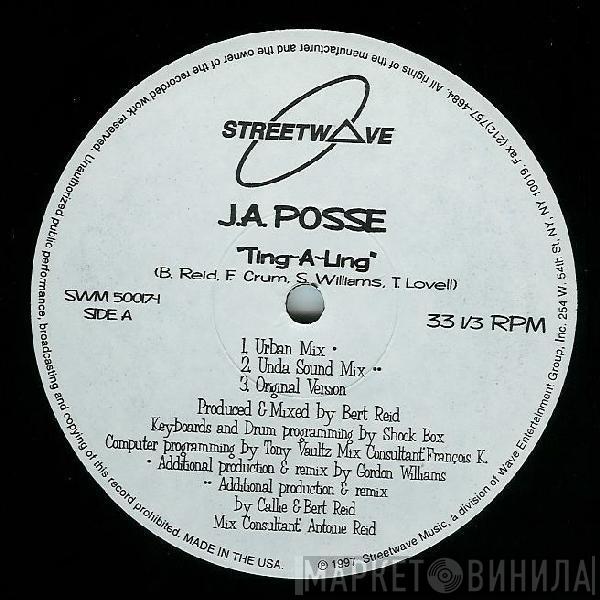 STREETWAVE
J.A. POSSE
"Ting-A-Ling"
(B. Reid, F. Crum, S. Williams, T. Lovell)
SWM 50017-1
SIDE A
33 1/3 RPM
1. Urban Mix *
2. Unda Sound Mix **
3. Original Version
Produced & Mixed by Bert Reid
Keyboards and Drum programming by Shock Box
Computer programming by Tony Vaultz Mix Consultant François K.
* Additional production & remix by Gordon Williams
** Additional production & remix
by Callie & Bert Reid
Mix Consultant Antoine Reid
℗ © 1991 Streetwave Music, a division of Wave Entertainment Group, Inc. 254 W. 54th St. NY, NY 10019. Fax (212)757-4684. All rights of the manufacturer and the owner of the recorded work reserved. Unauthorized public performance, broadcasting and copying of this record prohibited. MADE IN THE USA.
МАРКЕТ ВИНИЛА